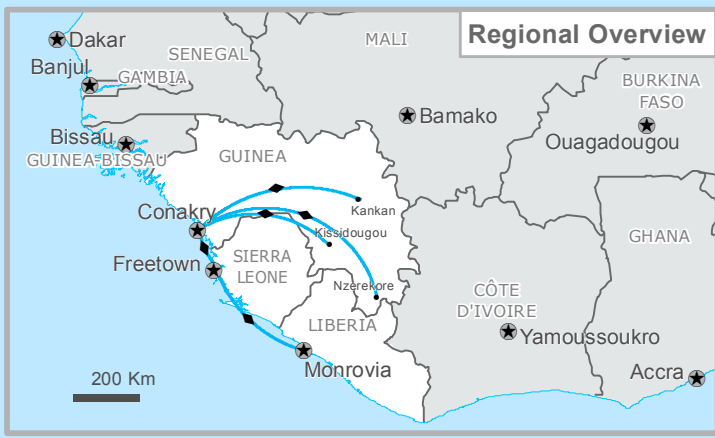 Regional Overview
Dakar
SENEGAL
MALI
Banjul
GAMBIA
BURKINA
FASO
Bamako
Ouagadougou
Bissau
GUINEA-BISSAU
GUINEA
Conakry
Kankan
Kissidougou
GHANA
Freetown
SIERRA
LEONE
Nzerekore
CÔTE
D'IVOIRE
LIBERIA
Yamoussoukro
Monrovia
Accra
200 Km